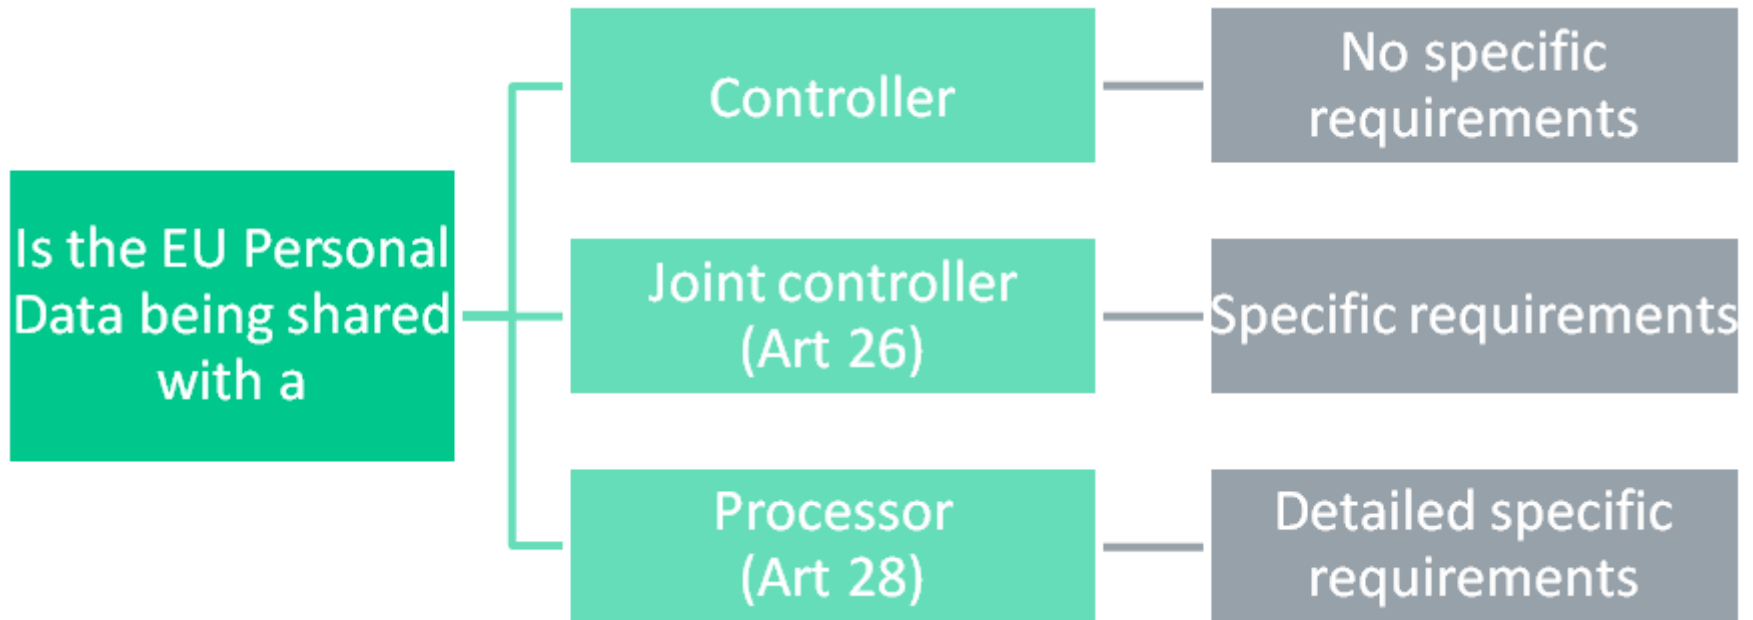 Is the EU Personal
Data being shared
with a
Controller
No specific
requirements
Joint controller
(Art 26)
Specific requirements
Processor
(Art 28)
Detailed specific
requirements